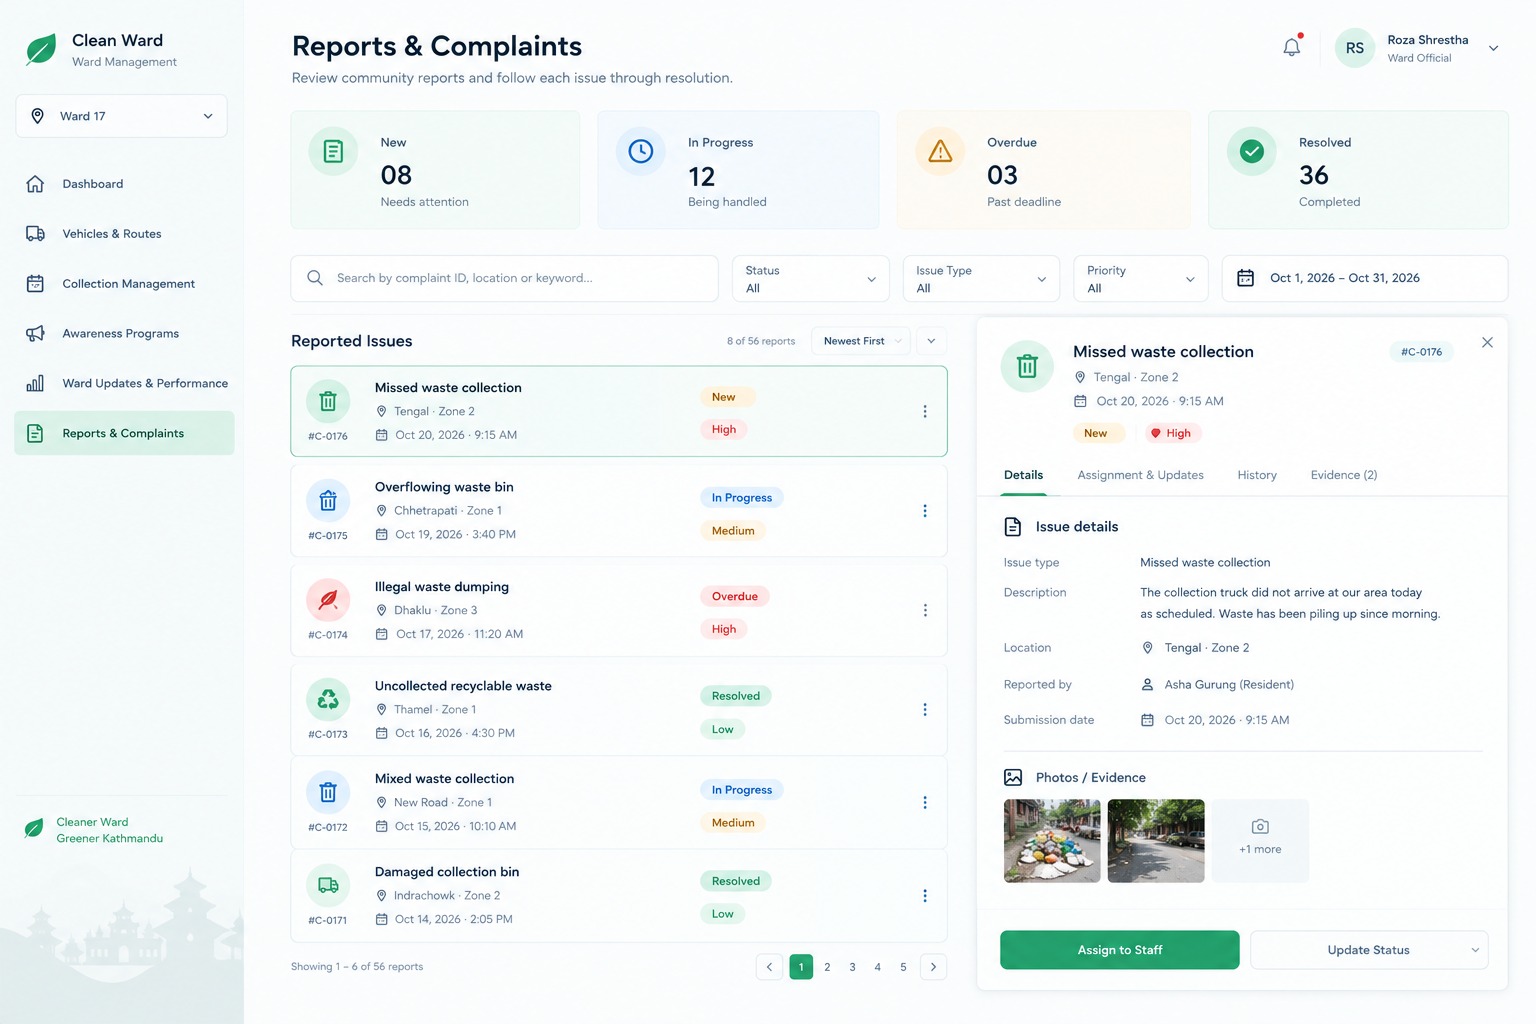 Clean Ward
Ward Management
Ward 17
Dashboard
Vehicles & Routes
Collection Management
Awareness Programs
Ward Updates & Performance
Reports & Complaints
Cleaner Ward
Greener Kathmandu
Reports & Complaints
Review community reports and follow each issue through resolution.
RS
Roza Shrestha
Ward Official
New
08
Needs attention
In Progress
12
Being handled
Overdue
03
Past deadline
Resolved
36
Completed
Search by complaint ID, location or keyword...
Status
All
Issue Type
All
Priority
All
Oct 1, 2026 – Oct 31, 2026
Reported Issues
8 of 56 reports
Newest First
Missed waste collection
Tengal · Zone 2
Oct 20, 2026 · 9:15 AM
#C-0176
New
High
Overflowing waste bin
Chhetrapati · Zone 1
Oct 19, 2026 · 3:40 PM
#C-0175
In Progress
Medium
Illegal waste dumping
Dhaklu · Zone 3
Oct 17, 2026 · 11:20 AM
#C-0174
Overdue
High
Uncollected recyclable waste
Thamel · Zone 1
Oct 16, 2026 · 4:30 PM
#C-0173
Resolved
Low
Mixed waste collection
New Road · Zone 1
Oct 15, 2026 · 10:10 AM
#C-0172
In Progress
Medium
Damaged collection bin
Indrachowk · Zone 2
Oct 14, 2026 · 2:05 PM
#C-0171
Resolved
Low
Showing 1 – 6 of 56 reports
1 2 3 4 5
Missed waste collection
#C-0176
Tengal · Zone 2
Oct 20, 2026 · 9:15 AM
New
High
Details
Assignment & Updates
History
Evidence (2)
Issue details
Issue type
Missed waste collection
Description
The collection truck did not arrive at our area today
as scheduled. Waste has been piling up since morning.
Location
Tengal · Zone 2
Reported by
Asha Gurung (Resident)
Submission date
Oct 20, 2026 · 9:15 AM
Photos / Evidence
+1 more
Assign to Staff
Update Status